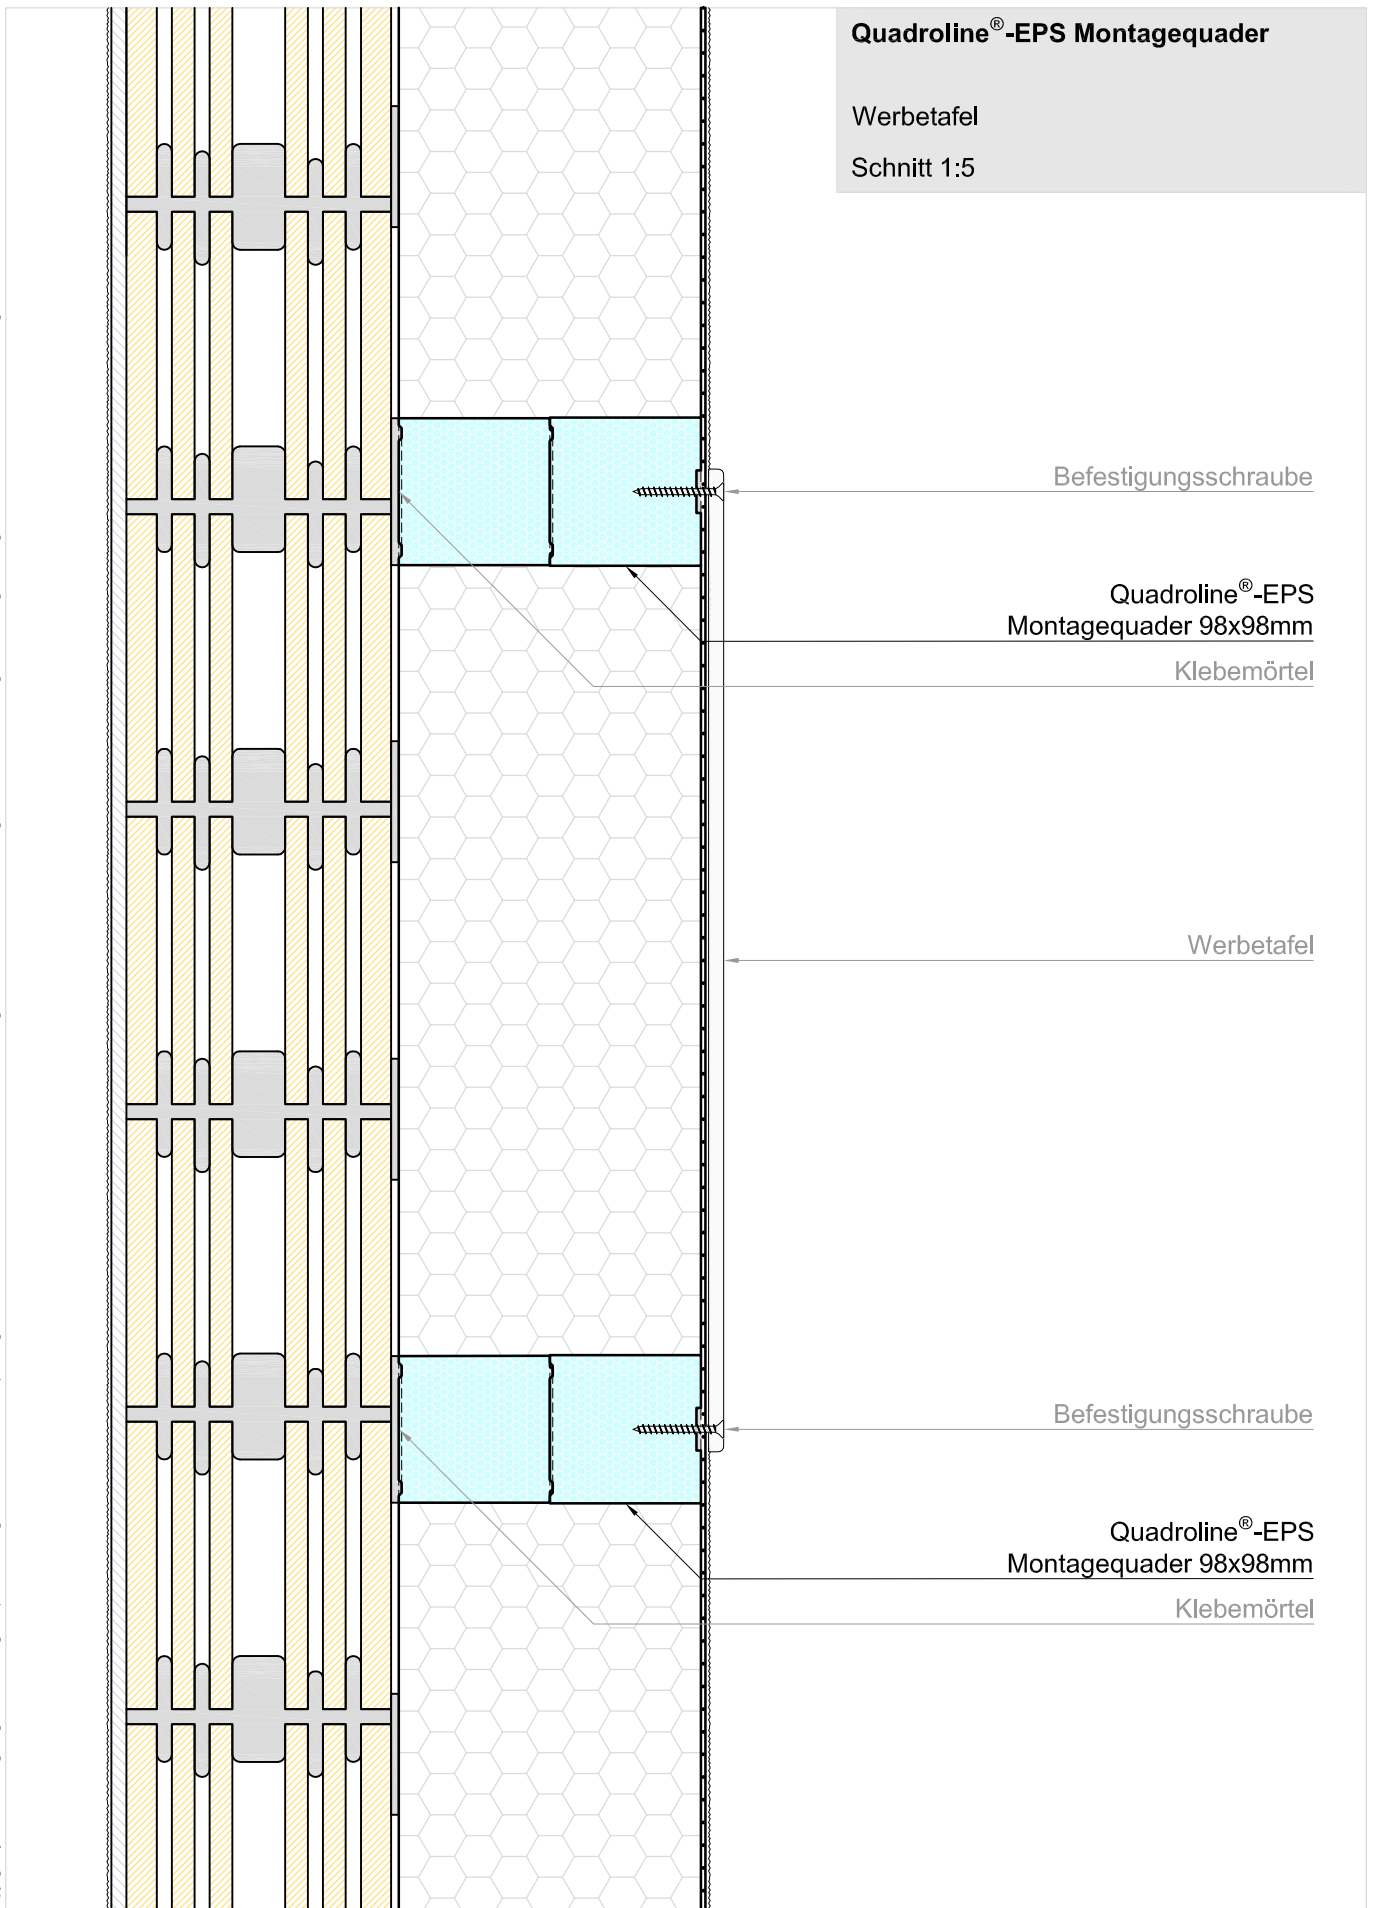 Quadroline®-EPS Montagequader
Werbetafel
Schnitt 1:5
Befestigungsschraube
Quadroline®-EPS
Montagequader 98x98mm
Klebemörtel
Werbetafel
Befestigungsschraube
Quadroline®-EPS
Montagequader 98x98mm
Klebemörtel